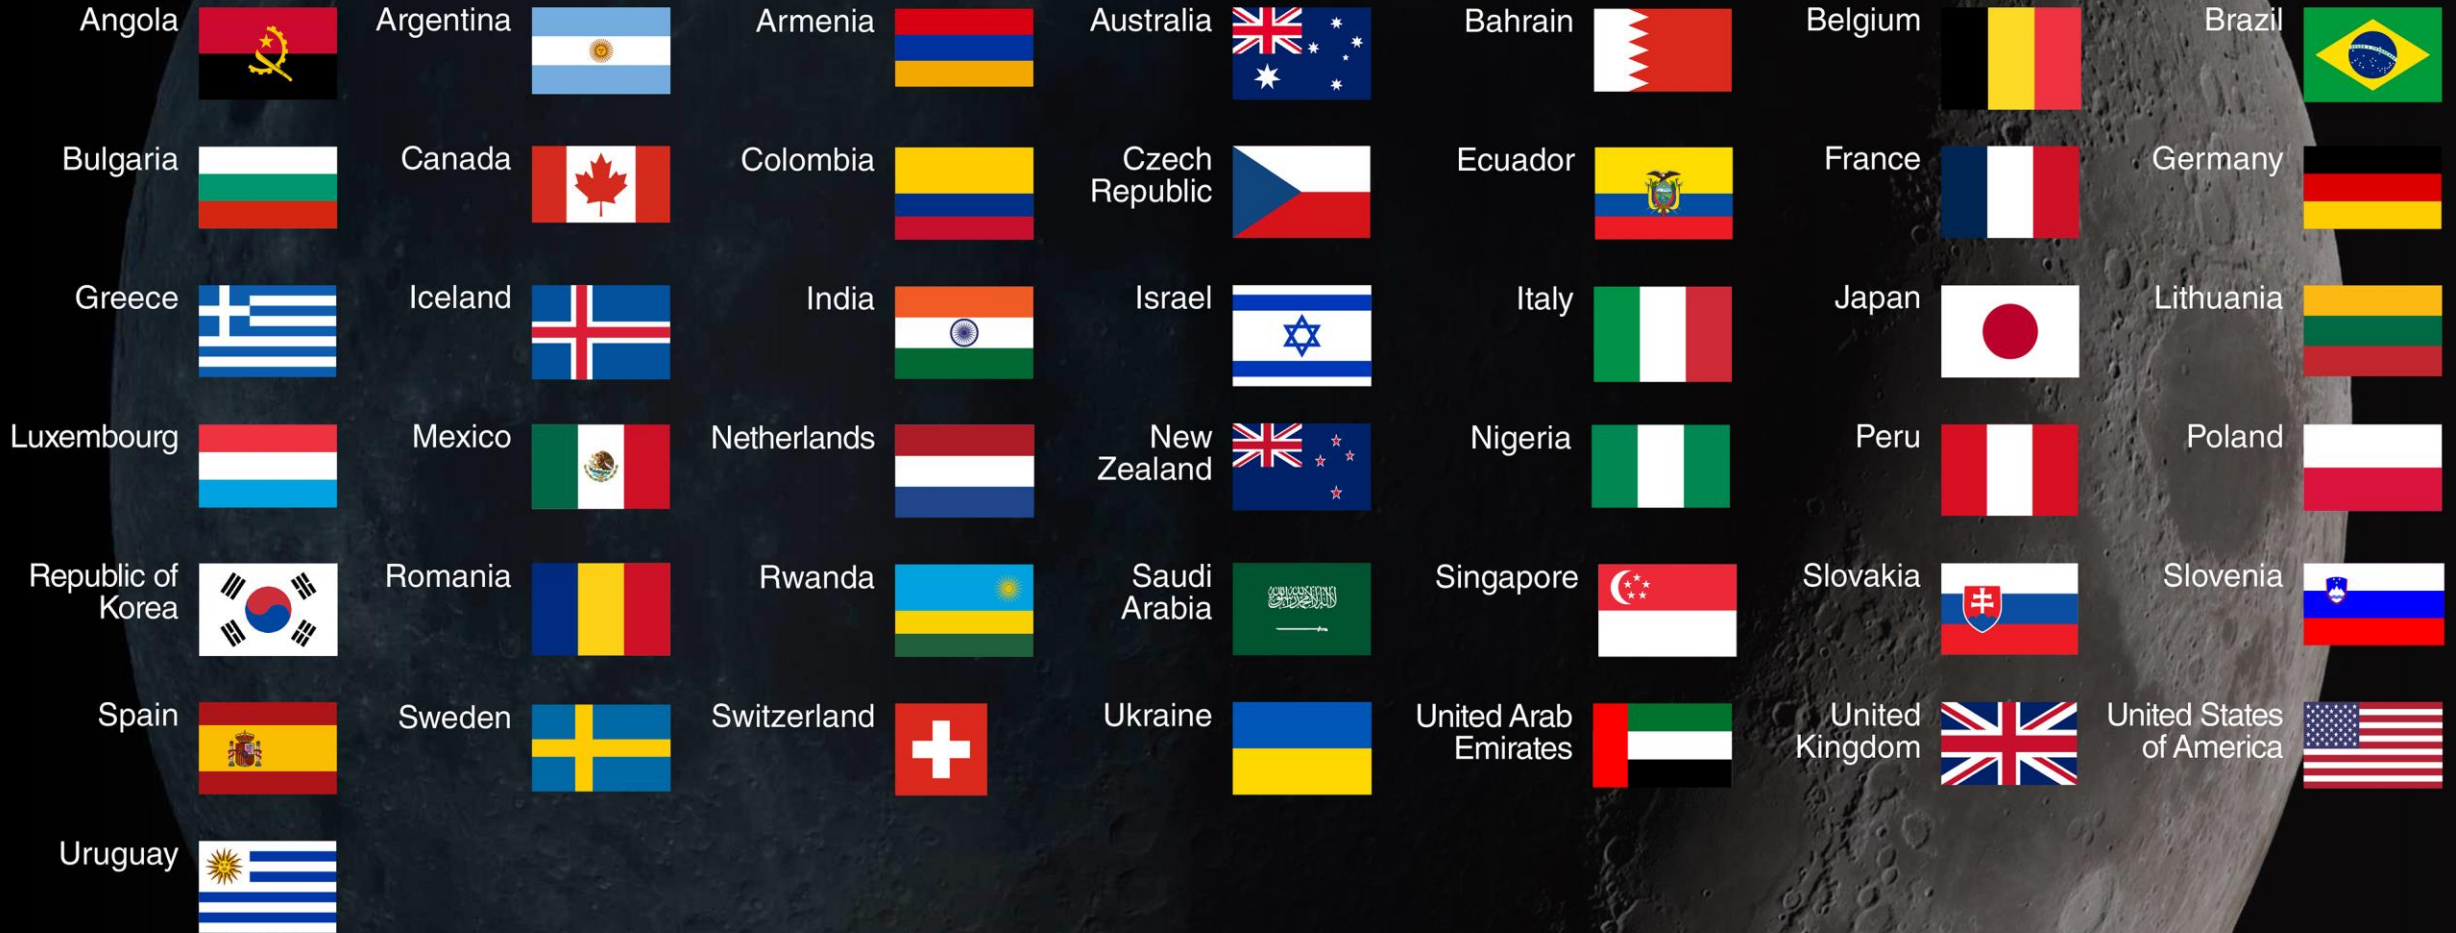 Angola
Argentina
Armenia
Australia
Bahrain
Belgium
Brazil
Bulgaria
Canada
Colombia
Czech
Republic
Ecuador
France
Germany
Greece
Iceland
India
Israel
Italy
Japan
Lithuania
Luxembourg
Mexico
Netherlands
New
Zealand
Nigeria
Peru
Poland
Republic of
Korea
Romania
Rwanda
Saudi
Arabia
Singapore
Slovakia
Slovenia
Spain
Sweden
Switzerland
Ukraine
United Arab
Emirates
United
Kingdom
United States
of America
Uruguay